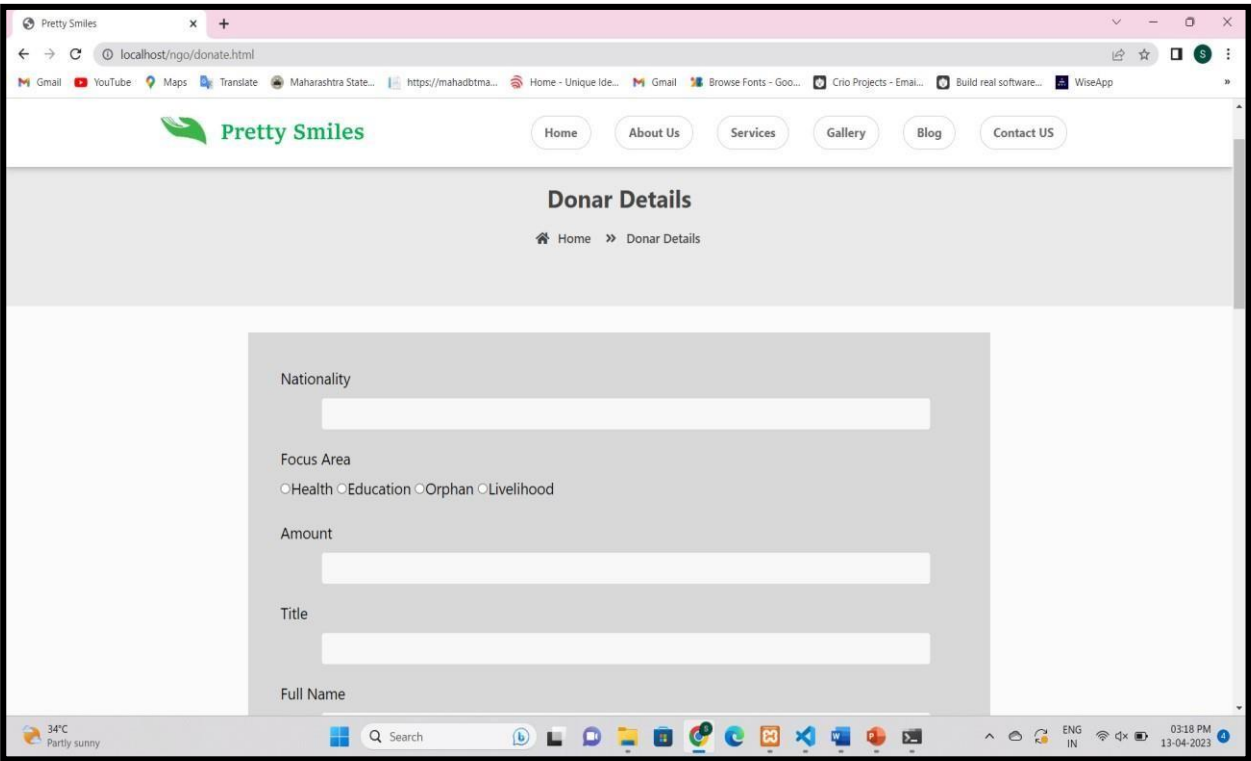 Pretty Smiles
localhost/ngo/donate.html
S
Gmail YouTube Maps Translate Maharashtra State... https://mahadbtma... Home - Unique Ide... Gmail Browse Fonts - Goo... Crio Projects - Emai... Build real software... WiseApp
Pretty Smiles
Home About Us Services Gallery Blog Contact US
Donar Details
Home Donar Details
Nationality
Focus Area
Health Education Orphan Livelihood
Amount
Title
Full Name
34°C
Partly sunny
Search
ENG
IN
03:18 PM
13-04-2023
4